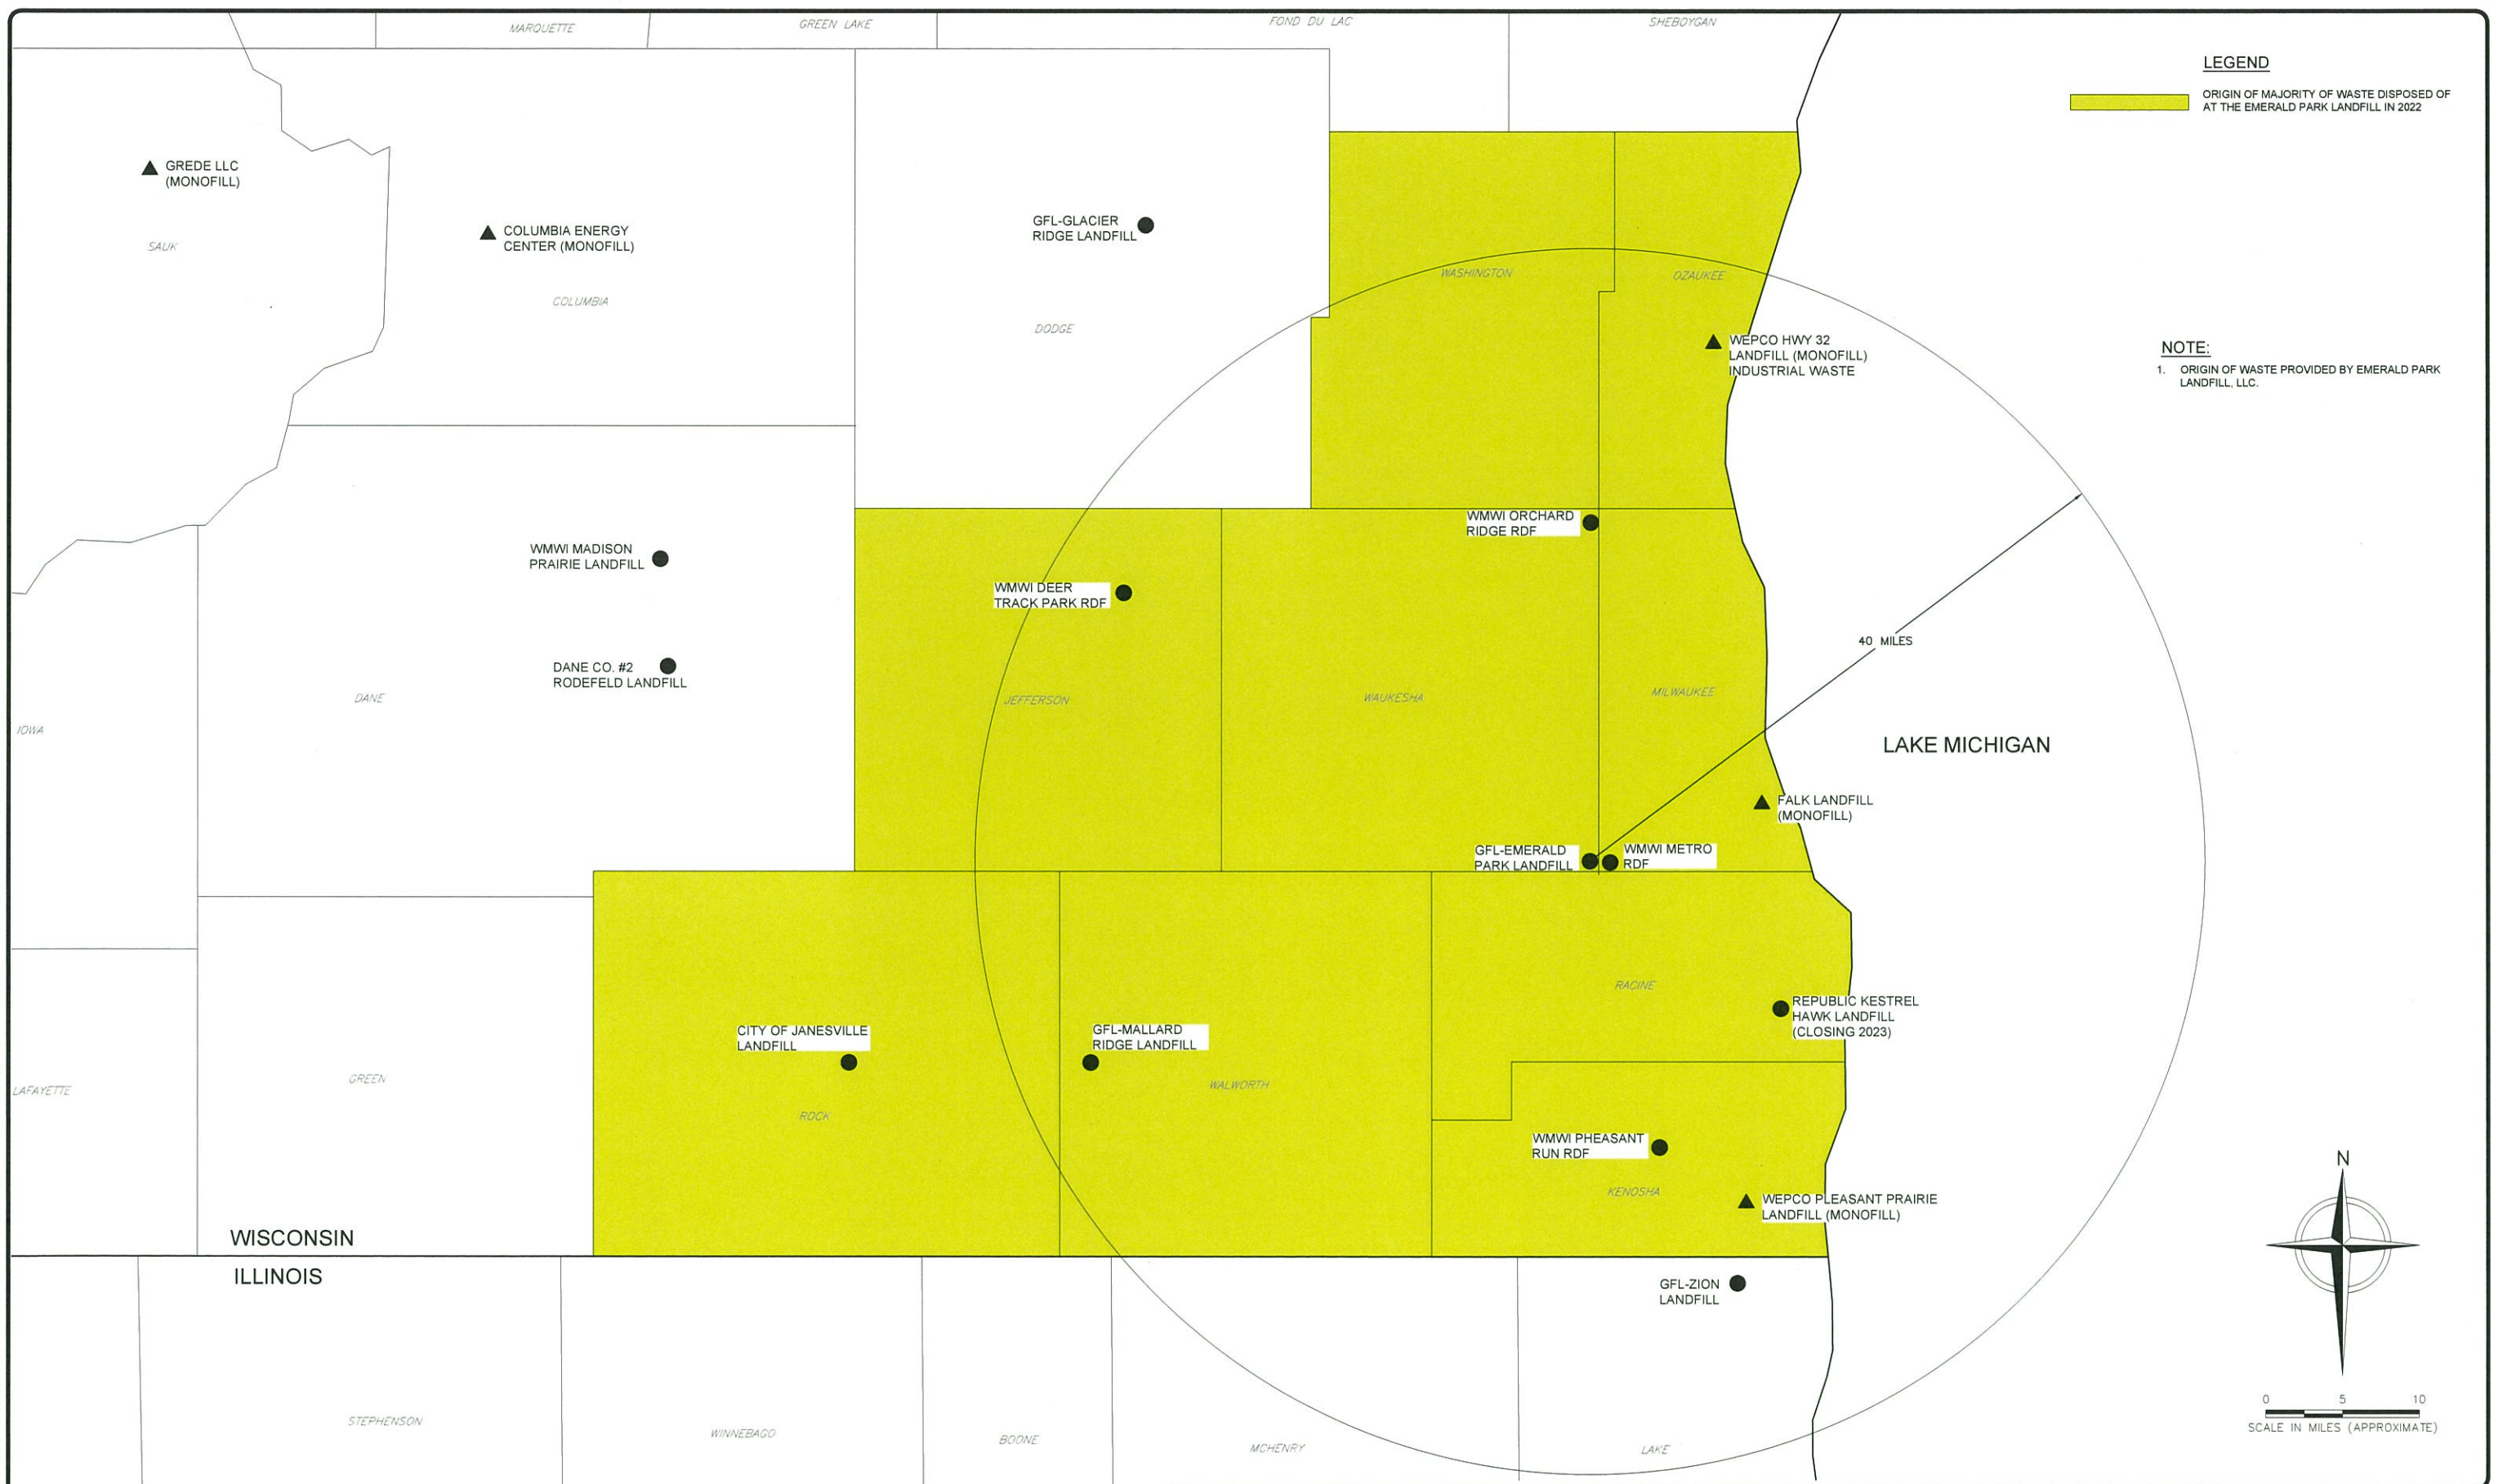 MARQUETTE
GREEN LAKE
FOND DU LAC
SHEBOYGAN
LEGEND
ORIGIN OF MAJORITY OF WASTE DISPOSED OF
AT THE EMERALD PARK LANDFILL IN 2022
GREDE LLC
(MONOFILL)
SAUK
COLUMBIA ENERGY
CENTER (MONOFILL)
COLUMBIA
GFL-GLACIER
RIDGE LANDFILL
DODGE
WASHINGTON
OZAUKEE
WEPCO HWY 32
LANDFILL (MONOFILL)
INDUSTRIAL WASTE
NOTE:
1. ORIGIN OF WASTE PROVIDED BY EMERALD PARK
LANDFILL, LLC.
WMWI ORCHARD
RIDGE RDF
WMWI MADISON
PRAIRIE LANDFILL
WMWI DEER
TRACK PARK RDF
DANE CO. #2
RODEFELD LANDFILL
40 MILES
DANE
JEFFERSON
WAUKESHA
MILWAUKEE
IOWA
LAKE MICHIGAN
FALK LANDFILL
(MONOFILL)
GFL-EMERALD
PARK LANDFILL
WMWI METRO
RDF
RACINE
REPUBLIC KESTREL
HAWK LANDFILL
(CLOSING 2023)
CITY OF JANESVILLE
LANDFILL
GFL-MALLARD
RIDGE LANDFILL
LAFAYETTE
GREEN
ROCK
WALWORTH
WMWI PHEASANT
RUN RDF
KENOSHA
WEPCO PLEASANT PRAIRIE
LANDFILL (MONOFILL)
N
WISCONSIN
ILLINOIS
GFL-ZION
LANDFILL
STEPHENSON
WINNEBAGO
BOONE
MCHENRY
LAKE
0 5 10
SCALE IN MILES (APPROXIMATE)